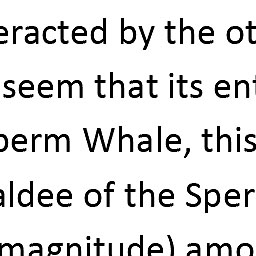 eracted by the ot
seem that its ent
perm Whale, this
aldee of the Sper
magnitude) amo